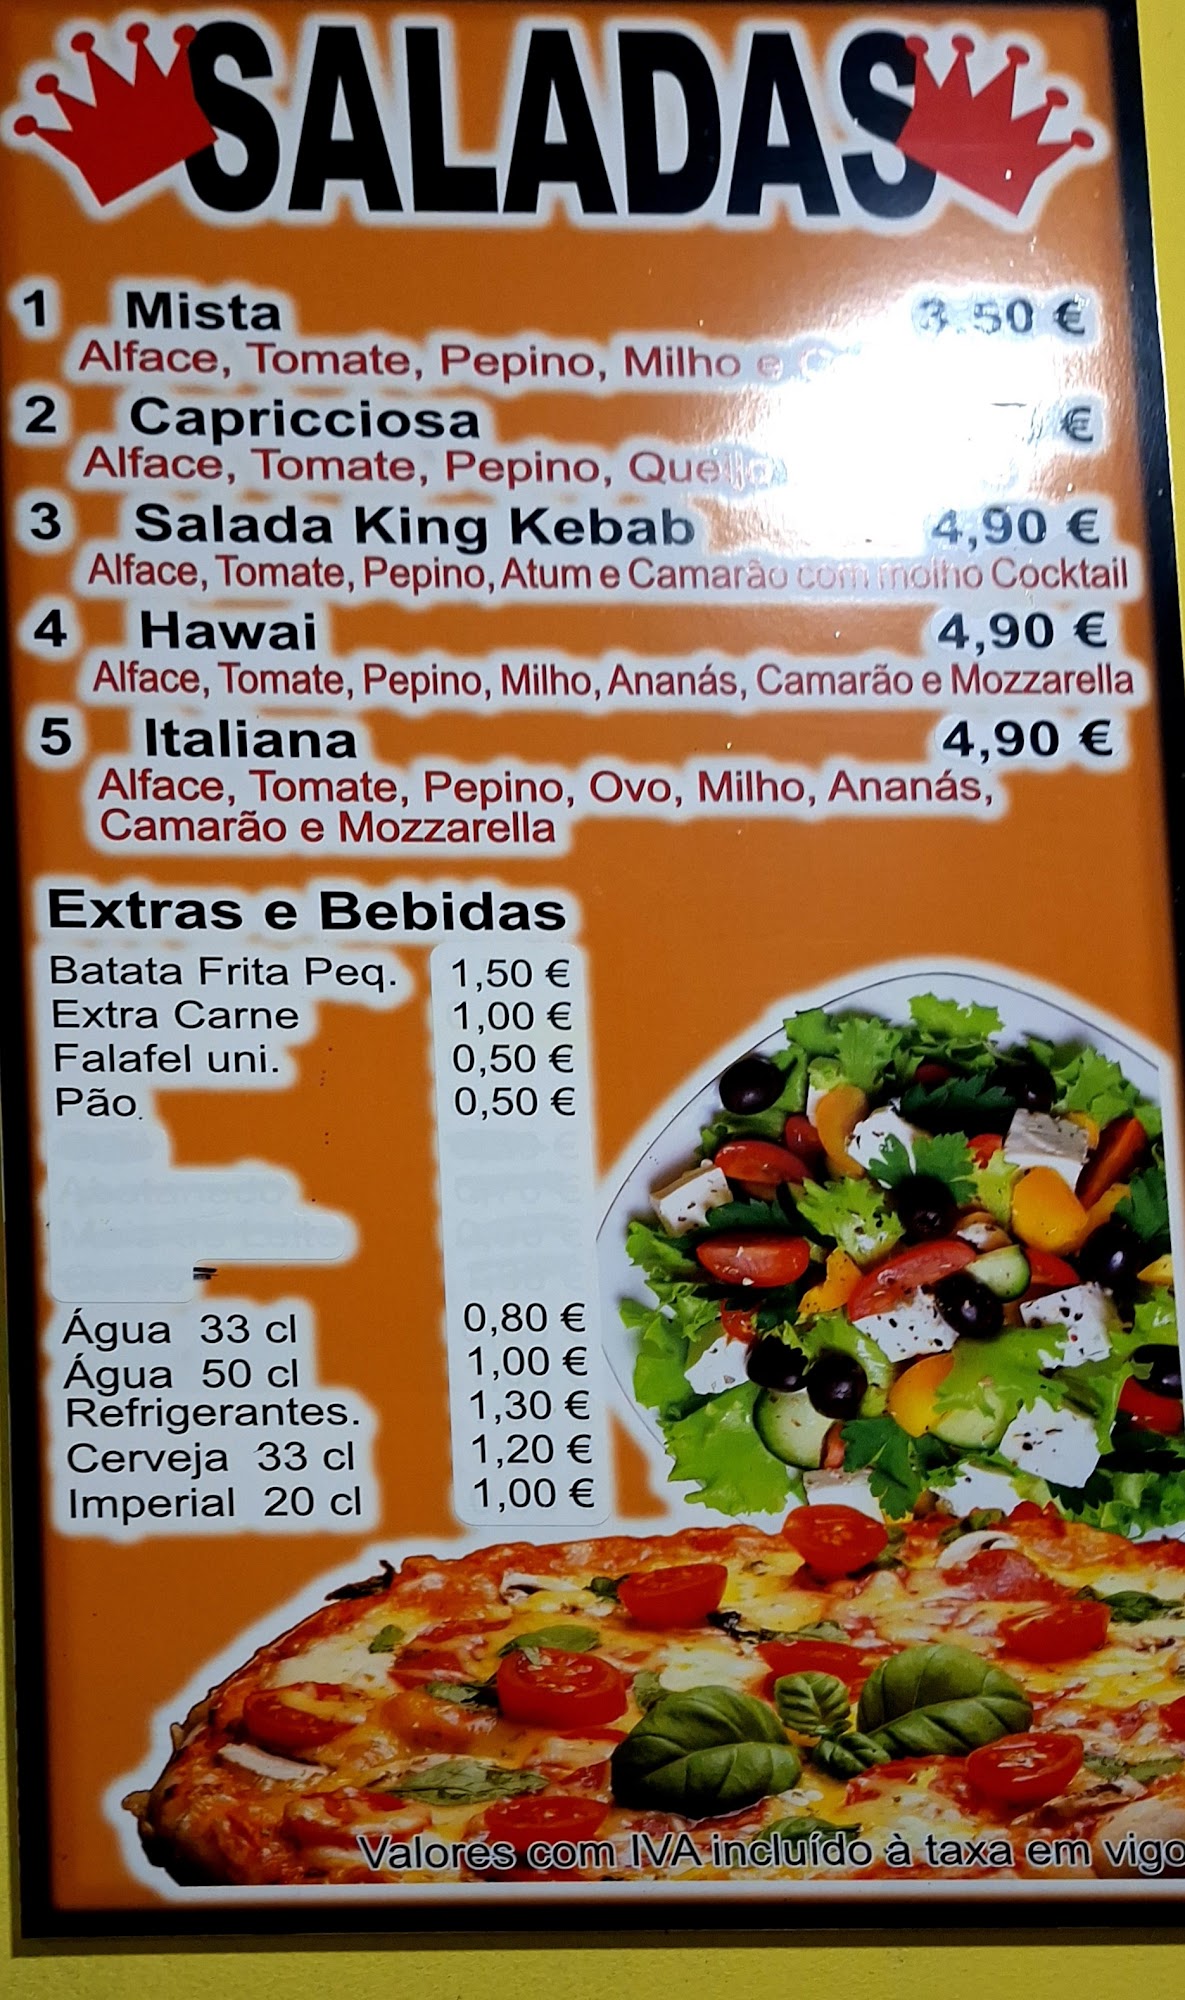 SALADAS
1 Mista 3.50 €
Alface, Tomate, Pepino, Milho e
2 Capricciosa €
Alface, Tomate, Pepino, Queijo
3 Salada King Kebab 4,90 €
Alface, Tomate, Pepino, Atum e Camarão com molho Cocktail
4 Hawai 4,90 €
Alface, Tomate, Pepino, Milho, Ananás, Camarão e Mozzarella
5 Italiana 4,90 €
Alface, Tomate, Pepino, Ovo, Milho, Ananás,
Camarão e Mozzarella
Extras e Bebidas
Batata Frita Peq. 1,50 €
Extra Carne 1,00 €
Falafel uni. 0,50 €
Pão. 0,50 €
Água 33 cl 0,80 €
Água 50 cl 1,00 €
Refrigerantes. 1,30 €
Cerveja 33 cl 1,20 €
Imperial 20 cl 1,00 €
Valores com IVA incluído à taxa em vigo